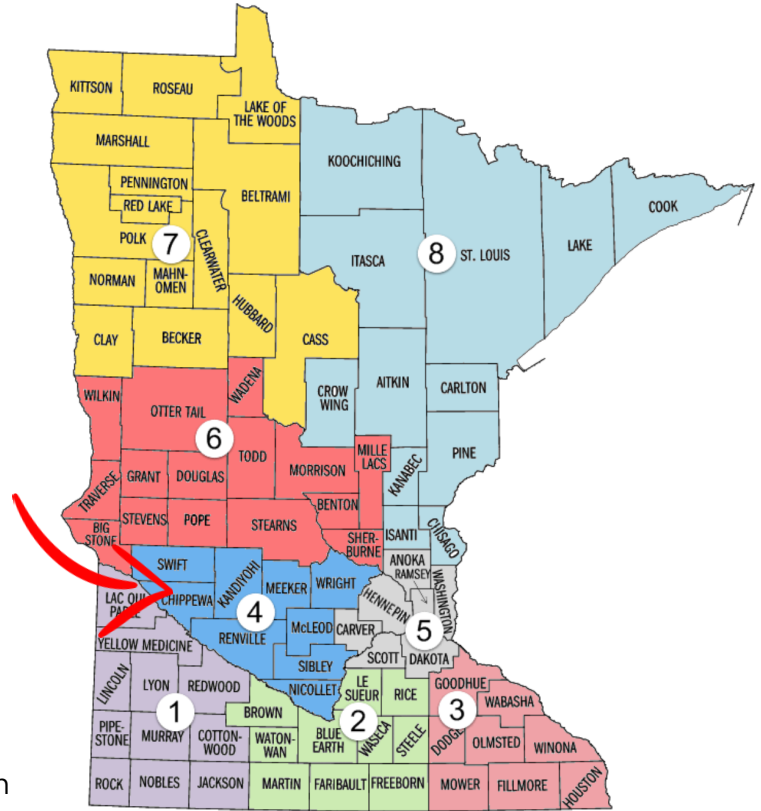 KITTSON
ROSEAU
LAKE OF
THE WOODS
MARSHALL
KOOCHICHING
PENNINGTON
RED LAKE
BELTRAMI
COOK
POLK
7
CLEARWATER
ITASCA
8
ST. LOUIS
LAKE
NORMAN
MAHN-
OMEN
HUBBARD
CLAY
BECKER
CASS
WILKIN
OTTER TAIL
WADENA
CROW
WING
AITKIN
CARLTON
6
TODD
MILLE
LACS
PINE
TRAVERSE
GRANT
DOUGLAS
MORRISON
KANABEC
STEVENS
POPE
STEARNS
BENTON
BIG
STONE
SHER-
BURNE
ISANTI
CHISAGO
SWIFT
KANDIYOHI
MEEKER
WRIGHT
ANOKA
RAMSEY
WASHINGTON
HENNEPIN
CHIPPEWA
4
McLEOD
CARVER
5
RENVILLE
YELLOW MEDICINE
SIBLEY
SCOTT
DAKOTA
LINCOLN
LYON
REDWOOD
NICOLLET
LE
SUEUR
RICE
GOODHUE
WABASHA
1
BROWN
2
3
PIPE-
STONE
MURRAY
COTTON-
WOOD
WATON-
WAN
BLUE
EARTH
WASECA
STEELE
OLMSTED
WINONA
ROCK
NOBLES
JACKSON
MARTIN
FARIBAULT
FREEBORN
MOWER
FILLMORE
HOUSTON